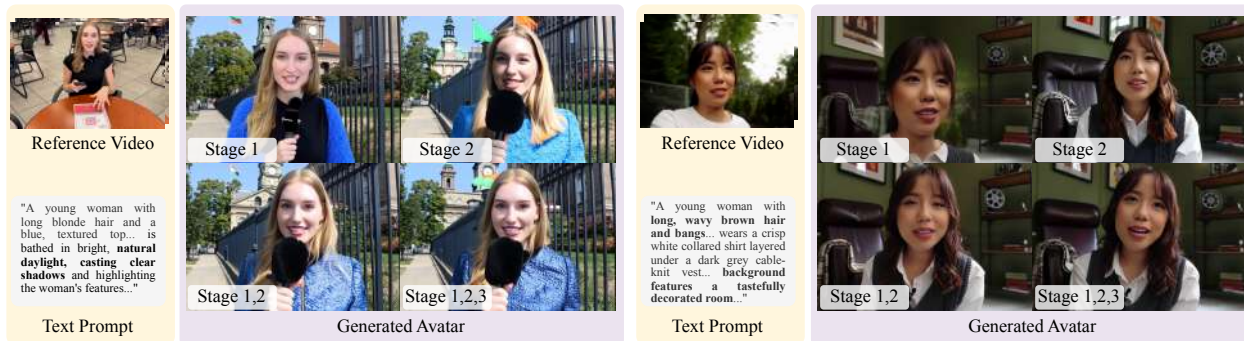 Reference Video
"A young woman with
long blonde hair and a
blue, textured top... is
bathed in bright, natural
daylight, casting clear
shadows and highlighting
the woman's features..."
Text Prompt
Stage 1
Stage 2
Stage 1,2
Stage 1,2,3
Generated Avatar
Reference Video
"A young woman with
long, wavy brown hair
and bangs... wears a crisp
white collared shirt layered
under a dark grey cable-
knit vest... background
features a tastefully
decorated room..."
Text Prompt
Stage 1
Stage 2
Stage 1,2
Stage 1,2,3
Generated Avatar